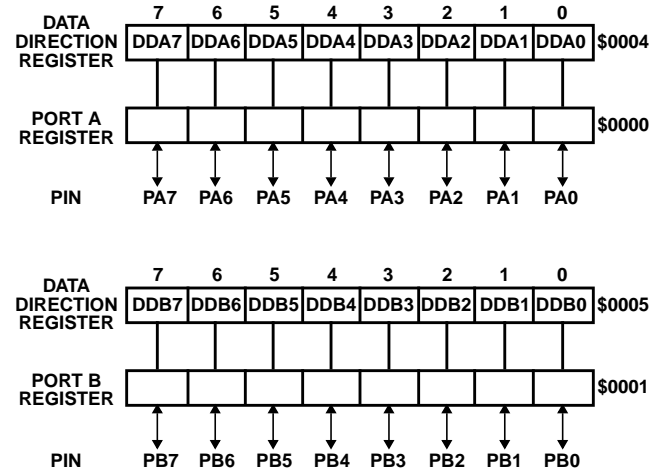 7 6 5 4 3 2 1 0
DATA
DIRECTION
REGISTER
DDA7 DDA6 DDA5 DDA4 DDA3 DDA2 DDA1 DDA0 $0004
PORT A
REGISTER
$0000
PIN PA7 PA6 PA5 PA4 PA3 PA2 PA1 PA0
7 6 5 4 3 2 1 0
DATA
DIRECTION
REGISTER
DDB7 DDB6 DDB5 DDB4 DDB3 DDB2 DDB1 DDB0 $0005
PORT B
REGISTER
$0001
PIN PB7 PB6 PB5 PB4 PB3 PB2 PB1 PB0